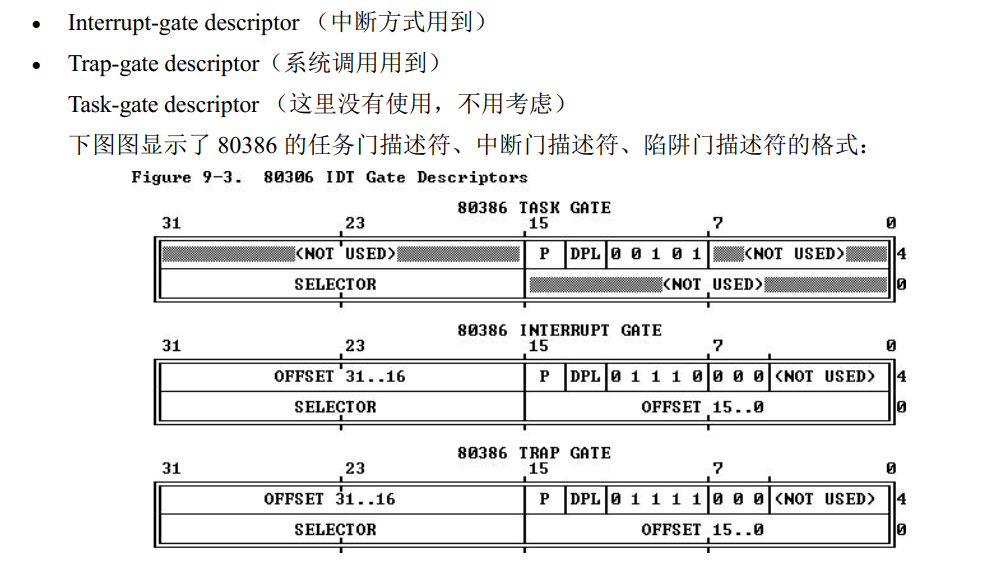 • Interrupt-gate descriptor （中断方式用到）
• Trap-gate descriptor（系统调用用到）
Task-gate descriptor （这里没有使用，不用考虑）
下图图显示了 80386 的任务门描述符、中断门描述符、陷阱门描述符的格式：
Figure 9-3. 80306 IDT Gate Descriptors
80386 TASK GATE
31 23 15 7 0
<NOT USED> P DPL 0 0 1 0 1 <NOT USED> 4
SELECTOR <NOT USED> 0
80386 INTERRUPT GATE
31 23 15 7 0
OFFSET 31..16 P DPL 0 1 1 1 0 0 0 0 <NOT USED> 4
SELECTOR OFFSET 15..0 0
80386 TRAP GATE
31 23 15 7 0
OFFSET 31..16 P DPL 0 1 1 1 1 0 0 0 <NOT USED> 4
SELECTOR OFFSET 15..0 0